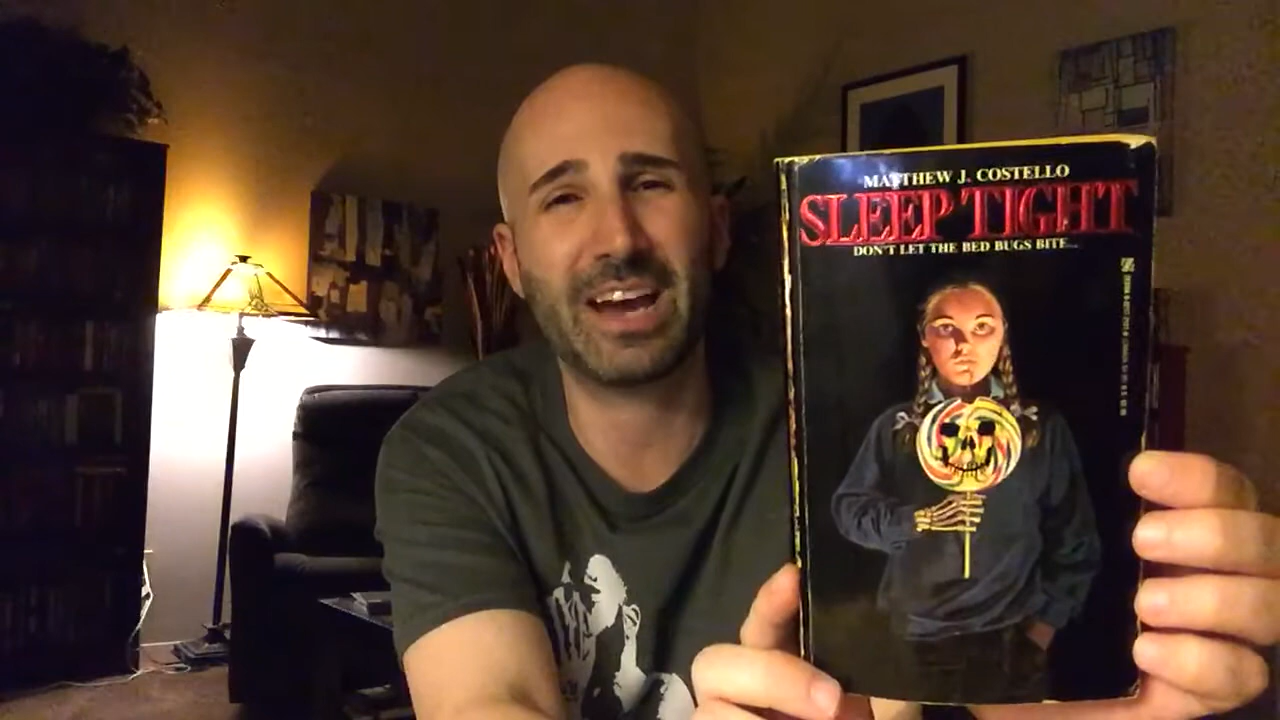 MATTHEW J. COSTELLO
SLEEP TIGHT
DON'T LET THE BED BUGS BITE...